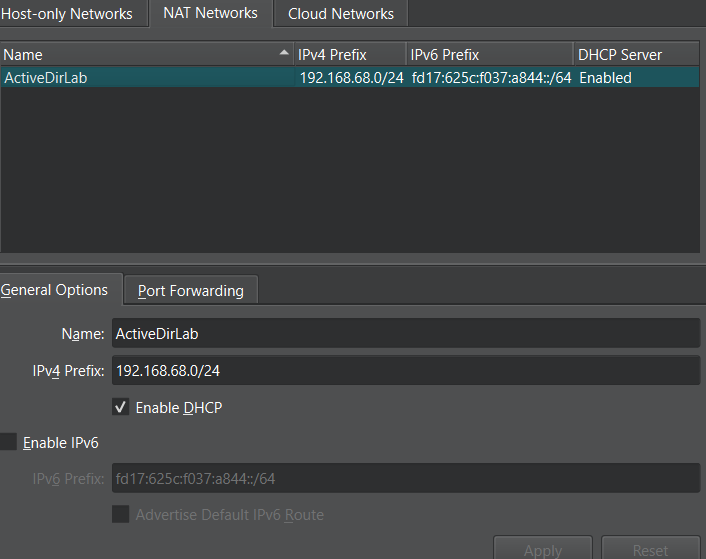 Host-only Networks NAT Networks Cloud Networks
Name IPv4 Prefix IPv6 Prefix DHCP Server
ActiveDirLab 192.168.68.0/24 fd17:625c:f037:a844::/64 Enabled
General Options Port Forwarding
Name: ActiveDirLab
IPv4 Prefix: 192.168.68.0/24
Enable DHCP
Enable IPv6
IPv6 Prefix: fd17:625c:f037:a844::/64
Advertise Default IPv6 Route
Apply Reset